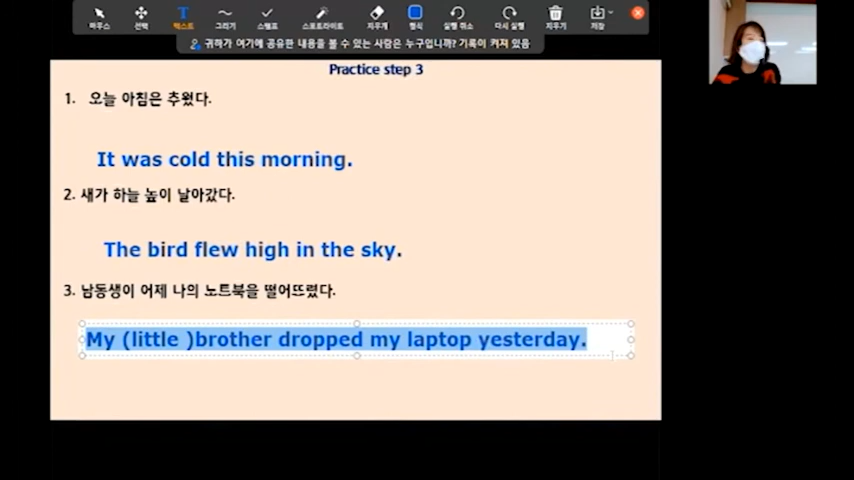 마우스 선택 텍스트 그리기 스탬프 스포트라이트 지우개 형식 실행 취소 다시 실행 지우기 저장
귀하가 여기에 공유한 내용을 볼 수 있는 사람은 누구입니까? 기록이 켜져 있음
Practice step 3
1. 오늘 아침은 추웠다.
It was cold this morning.
2. 새가 하늘 높이 날아갔다.
The bird flew high in the sky.
3. 남동생이 어제 나의 노트북을 떨어뜨렸다.
My (little )brother dropped my laptop yesterday.